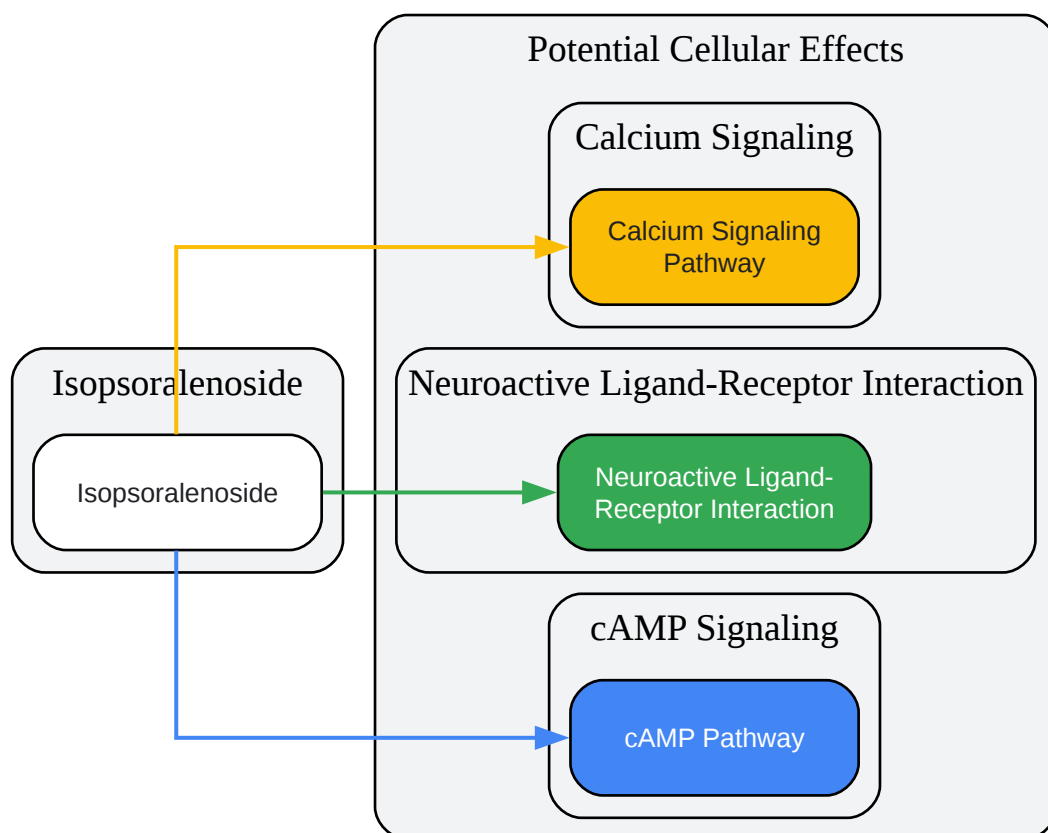 Potential Cellular Effects
Calcium Signaling
Calcium Signaling
Pathway
Isopsoralenoside
Isopsoralenoside
Neuroactive Ligand-Receptor Interaction
Neuroactive Ligand-
Receptor Interaction
cAMP Signaling
cAMP Pathway